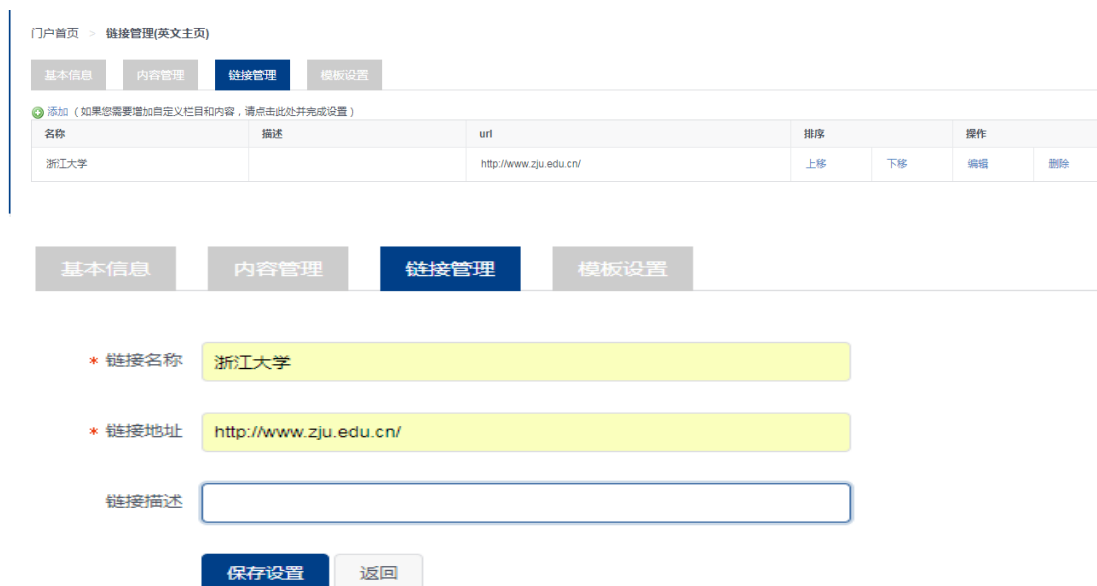 门户首页 > 链接管理(英文主页)
基本信息 内容管理 链接管理 模板设置
添加 ( 如果您需要增加自定义栏目和内容 , 请点击此处并完成设置 )
名称 描述 url 排序 操作
浙江大学 http://www.zju.edu.cn/ 上移 下移 编辑 删除
基本信息 内容管理 链接管理 模板设置
* 链接名称 浙江大学
* 链接地址 http://www.zju.edu.cn/
链接描述
保存设置 返回